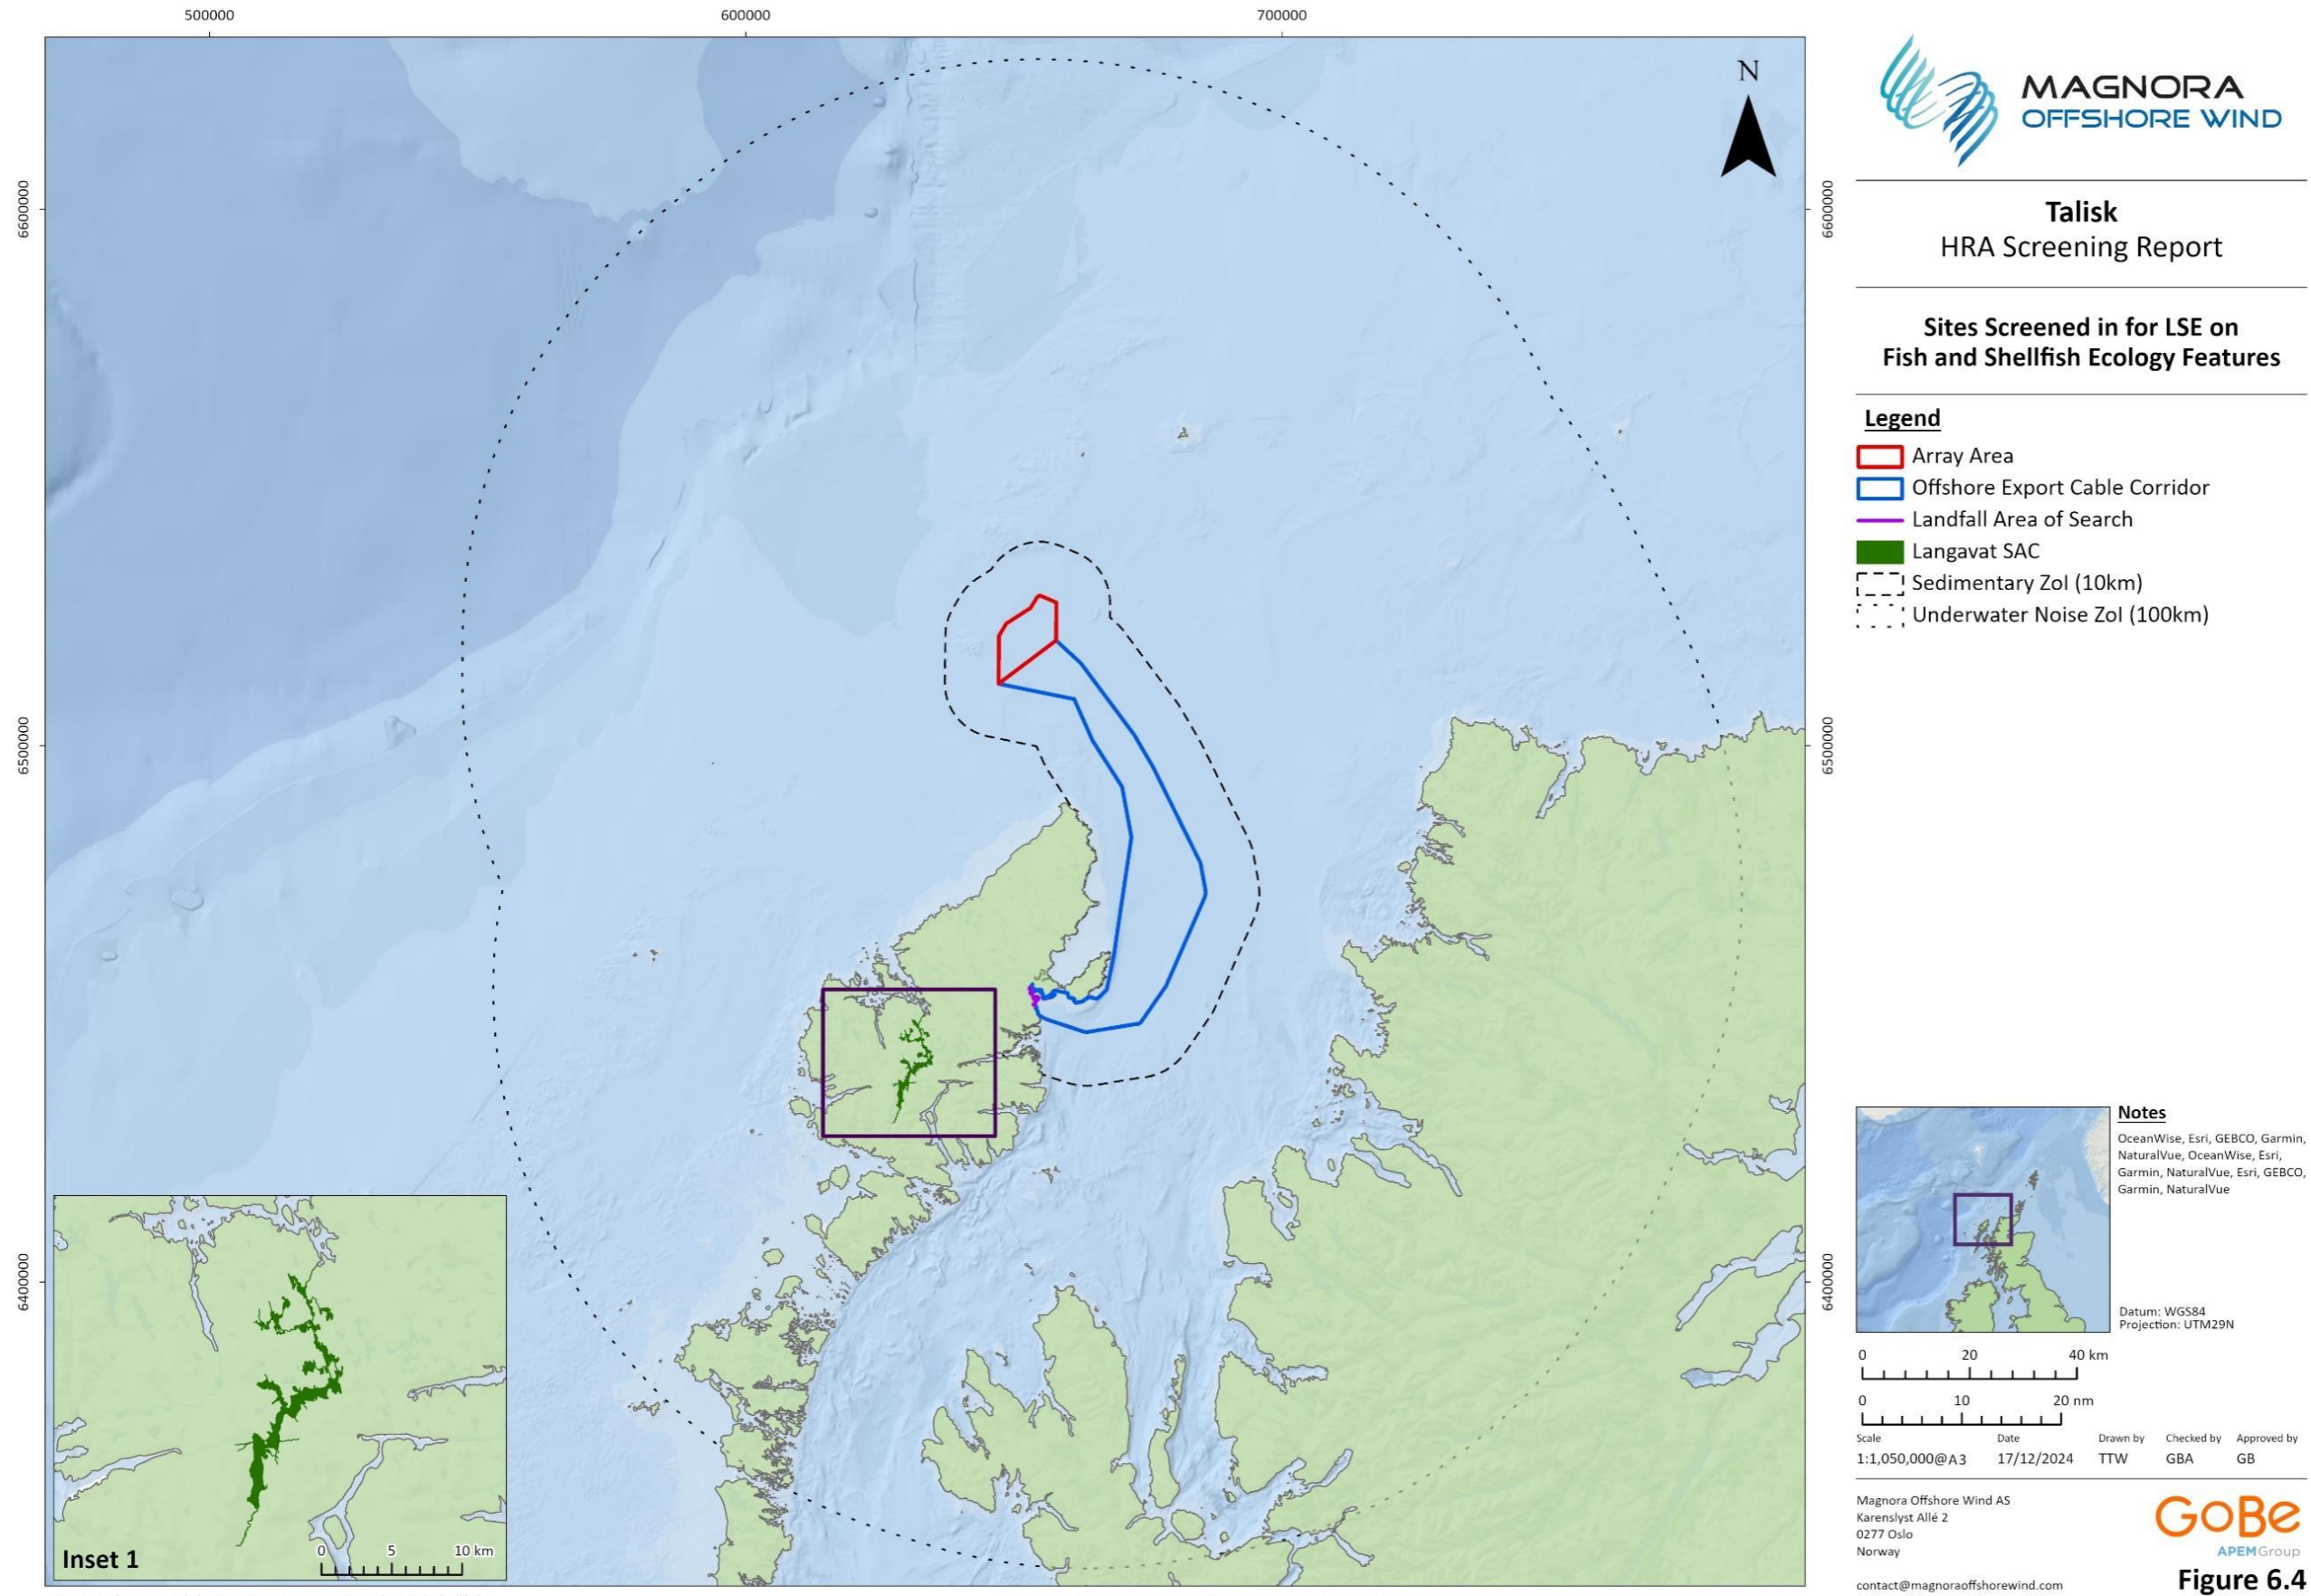 500000
600000
700000
6600000
6500000
6400000
6600000
6500000
6400000
N
Inset 1
0 5 10 km
MAGNORA
OFFSHORE WIND
Talisk
HRA Screening Report
Sites Screened in for LSE on
Fish and Shellfish Ecology Features
Legend
Array Area
Offshore Export Cable Corridor
Landfall Area of Search
Langavat SAC
Sedimentary ZoI (10km)
Underwater Noise ZoI (100km)
Notes
OceanWise, Esri, GEBCO, Garmin,
NaturalVue, OceanWise, Esri,
Garmin, NaturalVue, Esri, GEBCO,
Garmin, NaturalVue
Datum: WGS84
Projection: UTM29N
0 20 40 km
0 10 20 nm
Scale Date Drawn by Checked by Approved by
1:1,050,000@A3 17/12/2024 TTW GBA GB
Magnora Offshore Wind AS
Karenslyst Allé 2
0277 Oslo
Norway
contact@magnoraoffshorewind.com
GoBe
APEMGroup
Figure 6.4